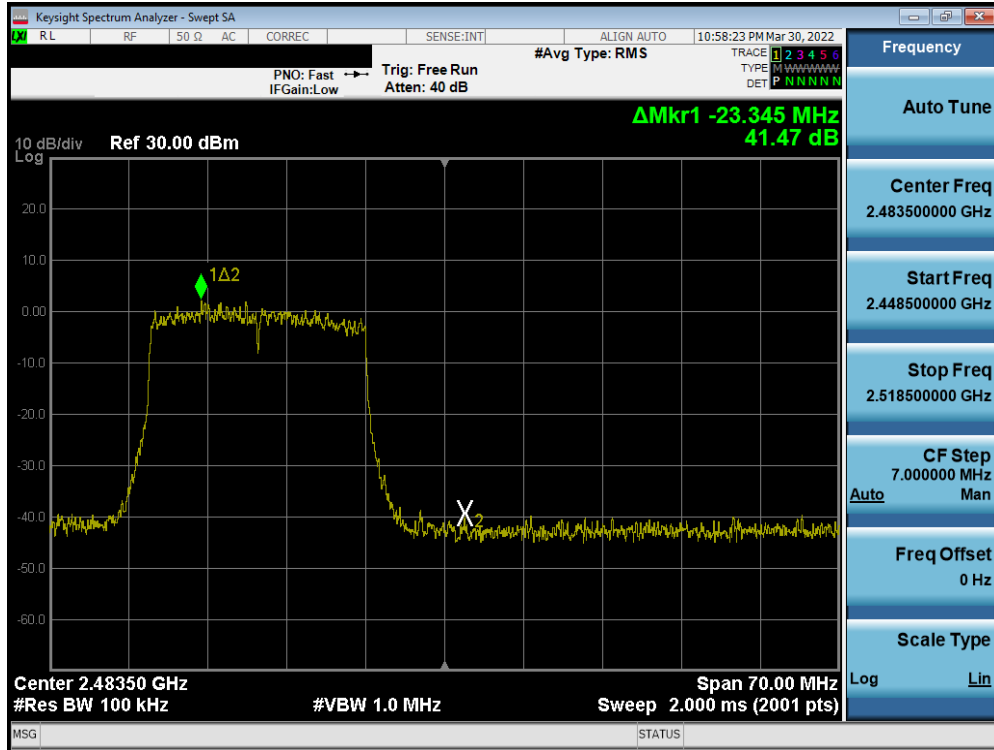 Keysight Spectrum Analyzer - Swept SA
LXI RL RF 50 Ω AC CORREC SENSE:INT ALIGN AUTO 10:58:23 PM Mar 30, 2022
#Avg Type: RMS TRACE 1 2 3 4 5 6
PNO: Fast Trig: Free Run TYPE M W W W W W
IFGain:Low Atten: 40 dB DET P N N N N N
ΔMkr1 -23.345 MHz
41.47 dB
10 dB/div Ref 30.00 dBm
Log
20.0
10.0
1Δ2
0.00
-10.0
-20.0
-30.0
-40.0
X2
-50.0
-60.0
Center 2.48350 GHz Span 70.00 MHz
#Res BW 100 kHz #VBW 1.0 MHz Sweep 2.000 ms (2001 pts)
MSG STATUS
Frequency
Auto Tune
Center Freq
2.483500000 GHz
Start Freq
2.448500000 GHz
Stop Freq
2.518500000 GHz
CF Step
7.000000 MHz
Auto Man
Freq Offset
0 Hz
Scale Type
Log Lin